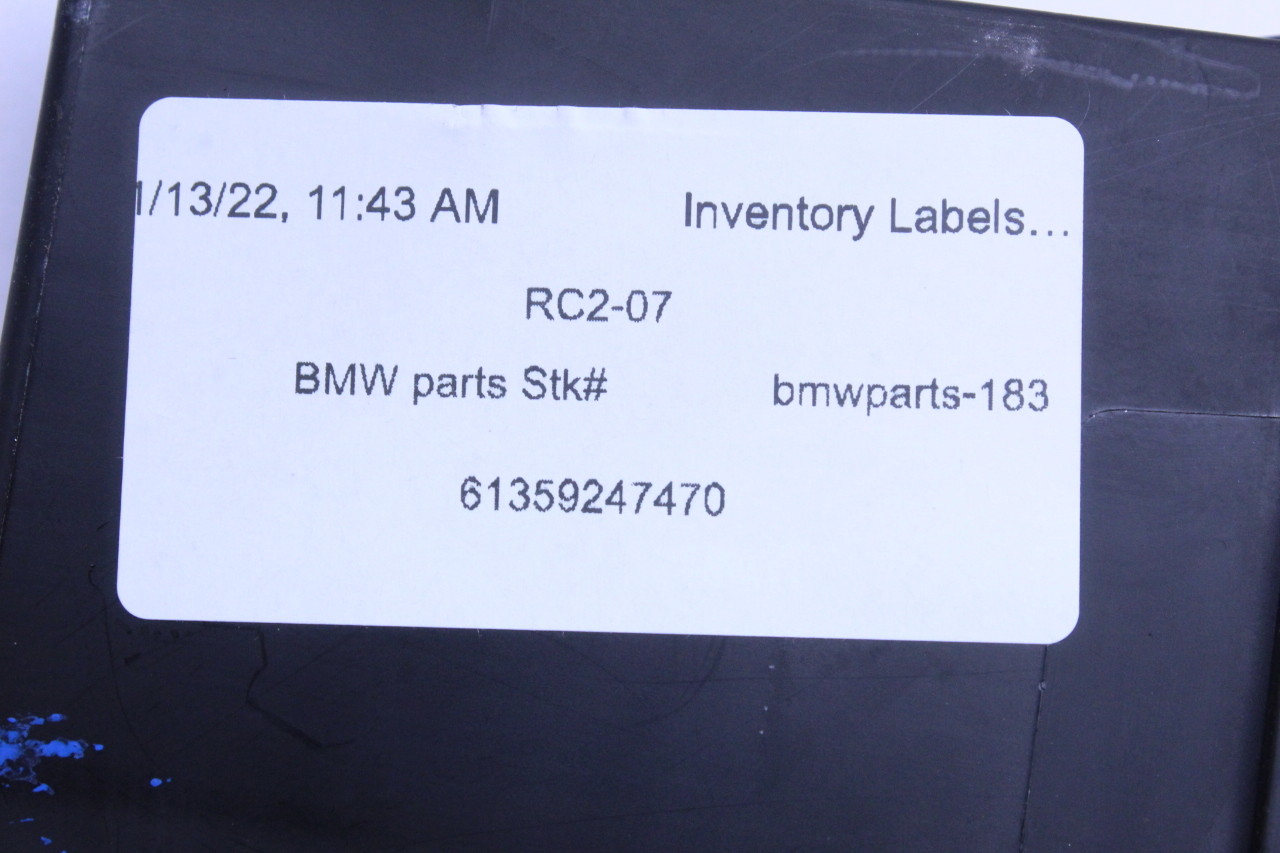 1/13/22, 11:43 AM Inventory Labels...
RC2-07
BMW parts Stk# bmwparts-183
61359247470